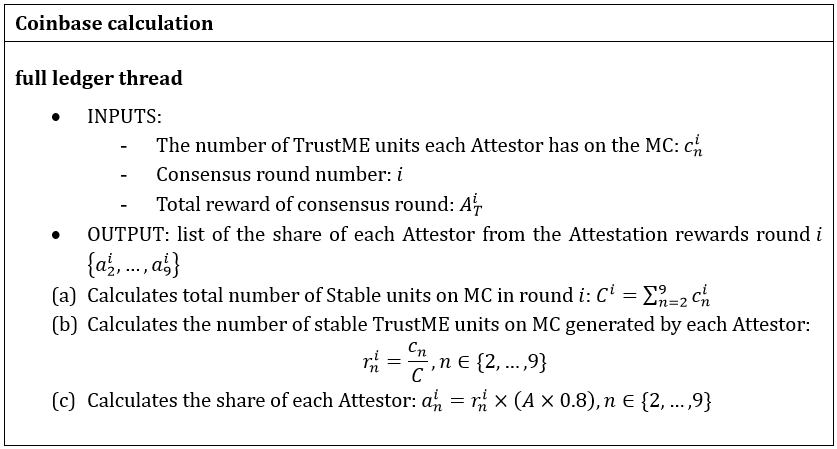 Coinbase calculation
full ledger thread
• INPUTS:
- The number of TrustME units each Attestor has on the MC: $c_n^i$
- Consensus round number: $i$
- Total reward of consensus round: $A_T^i$
• OUTPUT: list of the share of each Attestor from the Attestation rewards round $i$
$\{a_2^i, \ldots, a_9^i\}$
(a) Calculates total number of Stable units on MC in round $i$: $C^i = \sum_{n=2}^{9} c_n^i$
(b) Calculates the number of stable TrustME units on MC generated by each Attestor:
$r_n^i = \frac{c_n}{C}, n \in \{2, \ldots, 9\}$
(c) Calculates the share of each Attestor: $a_n^i = r_n^i \times (A \times 0.8), n \in \{2, \ldots, 9\}$